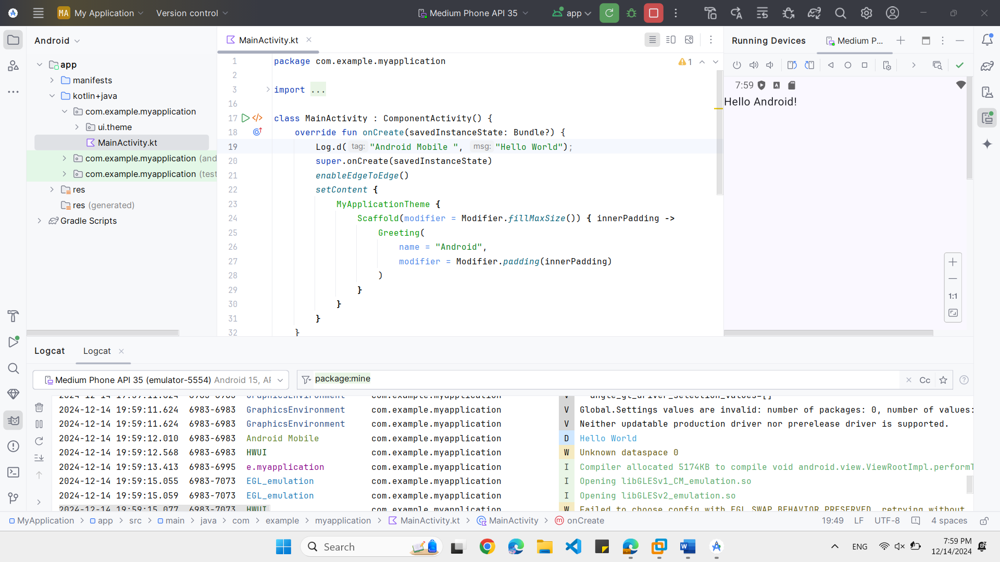 MA My Application Version control Medium Phone API 35 app
Android
app
manifests
kotlin+java
com.example.myapplication
ui.theme
MainActivity.kt
com.example.myapplication (and
com.example.myapplication (test
res
res (generated)
Gradle Scripts
MainActivity.kt
1 package com.example.myapplication
2
3 import ...
16
17 class MainActivity : ComponentActivity() {
18 override fun onCreate(savedInstanceState: Bundle?) {
19 Log.d( tag: "Android Mobile ", msg: "Hello World");
20 super.onCreate(savedInstanceState)
21 enableEdgeToEdge()
22 setContent {
23 MyApplicationTheme {
24 Scaffold(modifier = Modifier.fillMaxSize()) { innerPadding ->
25 Greeting(
26 name = "Android",
27 modifier = Modifier.padding(innerPadding)
28 )
29 }
30 }
31 }
32 }
1
Running Devices Medium P...
7:59
Hello Android!
1:1
Logcat Logcat
Medium Phone API 35 (emulator-5554) Android 15, AP
package:mine
Cc
2024-12-14 19:59:11.624 6983-6983 GraphicsEnvironment com.example.myapplication V angle_gl_driver_selection_values=[]
2024-12-14 19:59:11.624 6983-6983 GraphicsEnvironment com.example.myapplication V Global.Settings values are invalid: number of packages: 0, number of values:
2024-12-14 19:59:11.624 6983-6983 GraphicsEnvironment com.example.myapplication V Neither updatable production driver nor prerelease driver is supported.
2024-12-14 19:59:12.010 6983-6983 Android Mobile com.example.myapplication D Hello World
2024-12-14 19:59:12.568 6983-6983 HWUI com.example.myapplication W Unknown dataspace 0
2024-12-14 19:59:13.413 6983-6995 e.myapplication com.example.myapplication I Compiler allocated 5174KB to compile void android.view.ViewRootImpl.performT
2024-12-14 19:59:15.055 6983-7073 EGL_emulation com.example.myapplication I Opening libGLESv1_CM_emulation.so
2024-12-14 19:59:15.059 6983-7073 EGL_emulation com.example.myapplication I Opening libGLESv2_emulation.so
2024-12-14 19:59:15.077 6983-7073 HWUI com.example.myapplication W Failed to choose config with EGL_SWAP_BEHAVIOR_PRESERVED, retrying without
MyApplication app src main java com example myapplication MainActivity.kt MainActivity onCreate
19:49 LF UTF-8 4 spaces
Search
ENG
7:59 PM
12/14/2024